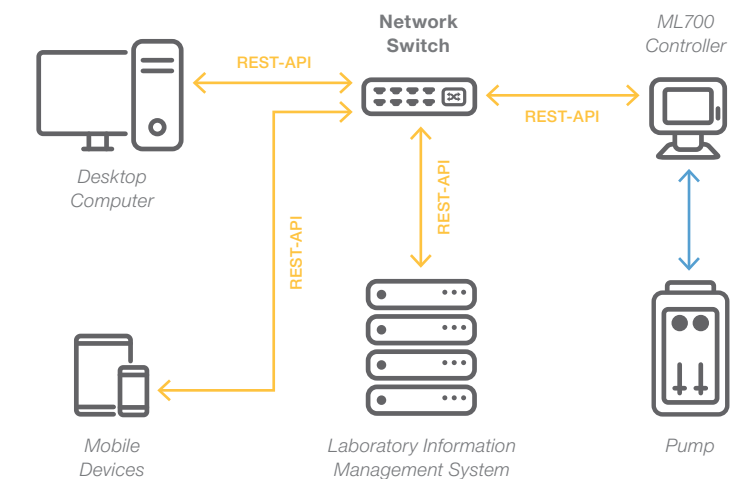 Network
Switch
ML700
Controller
REST-API
REST-API
Desktop
Computer
REST-API
REST-API
Mobile
Devices
Laboratory Information
Management System
Pump